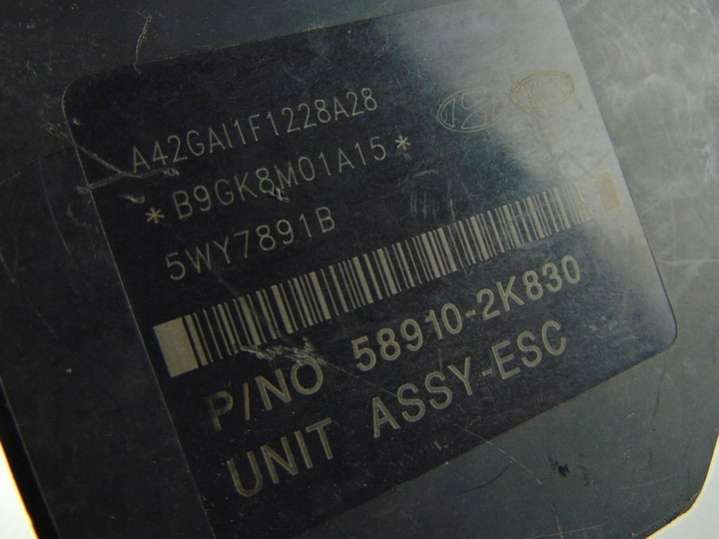 A42GAI1F1228A28
*B9GK8M01A15*
5WY7891B
P/NO 58910-2K830
UNIT ASSY-ESC